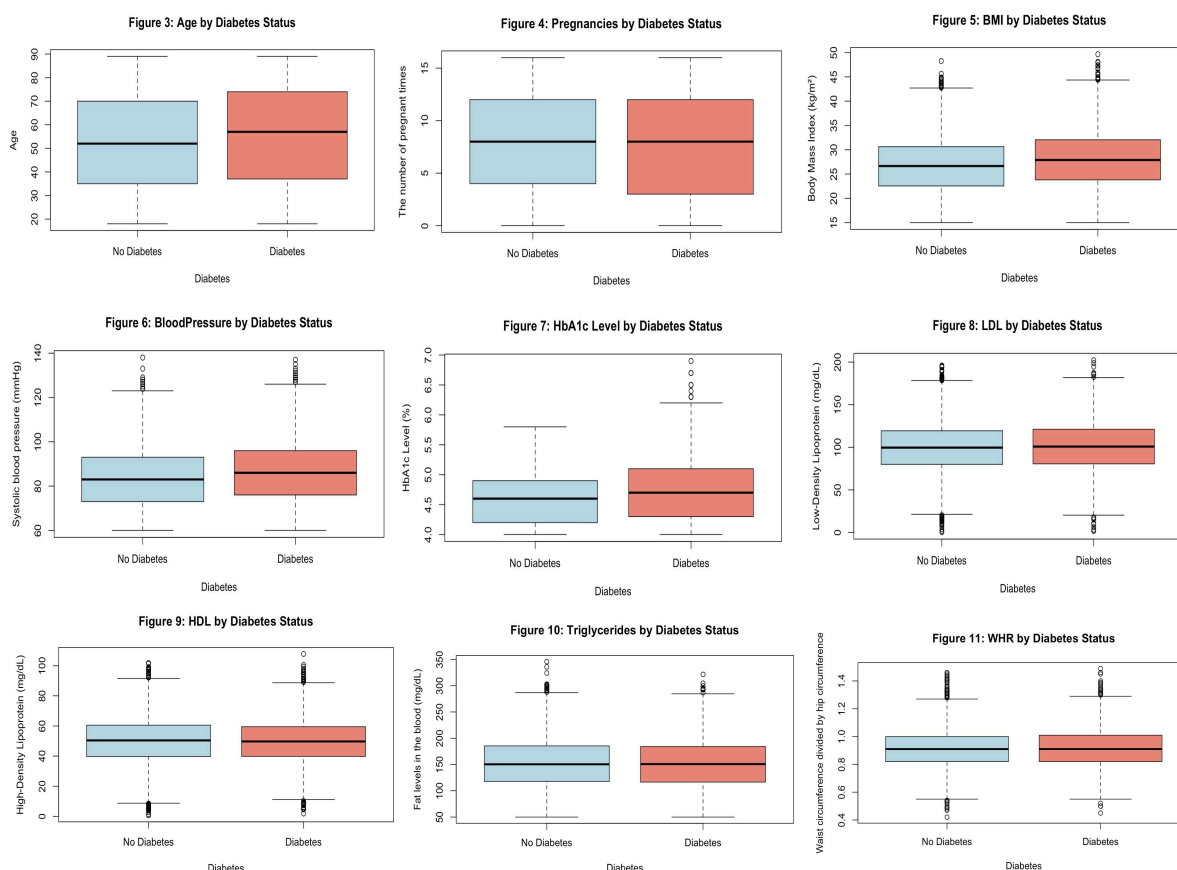 Figure 3: Age by Diabetes Status
Age
90
80
70
60
50
40
30
20
No Diabetes
Diabetes
Diabetes
Figure 4: Pregnancies by Diabetes Status
The number of pregnant times
15
10
5
0
No Diabetes
Diabetes
Diabetes
Figure 5: BMI by Diabetes Status
Body Mass Index (kg/m²)
50
45
40
35
30
25
20
15
No Diabetes
Diabetes
Diabetes
Figure 6: BloodPressure by Diabetes Status
Systolic blood pressure (mmHg)
140
120
100
80
60
No Diabetes
Diabetes
Diabetes
Figure 7: HbA1c Level by Diabetes Status
HbA1c Level (%)
7.0
6.5
6.0
5.5
5.0
4.5
4.0
No Diabetes
Diabetes
Diabetes
Figure 8: LDL by Diabetes Status
Low-Density Lipoprotein (mg/dL)
200
150
100
50
0
No Diabetes
Diabetes
Diabetes
Figure 9: HDL by Diabetes Status
High-Density Lipoprotein (mg/dL)
100
80
60
40
20
0
No Diabetes
Diabetes
Diabetes
Figure 10: Triglycerides by Diabetes Status
Fat levels in the blood (mg/dL)
350
300
250
200
150
100
50
No Diabetes
Diabetes
Diabetes
Figure 11: WHR by Diabetes Status
Waist circumference divided by hip circumference
1.4
1.2
1.0
0.8
0.6
0.4
No Diabetes
Diabetes
Diabetes